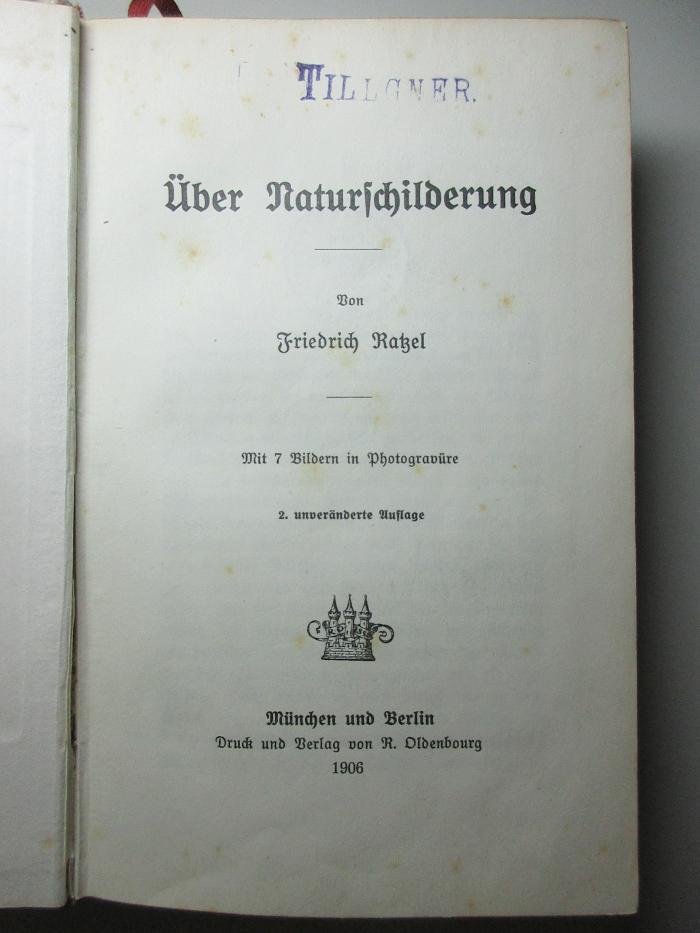 TILLGNER.
Über Naturschilderung
Von
Friedrich Ratzel
Mit 7 Bildern in Photogravüre
2. unveränderte Auflage
München und Berlin
Druck und Verlag von R. Oldenbourg
1906